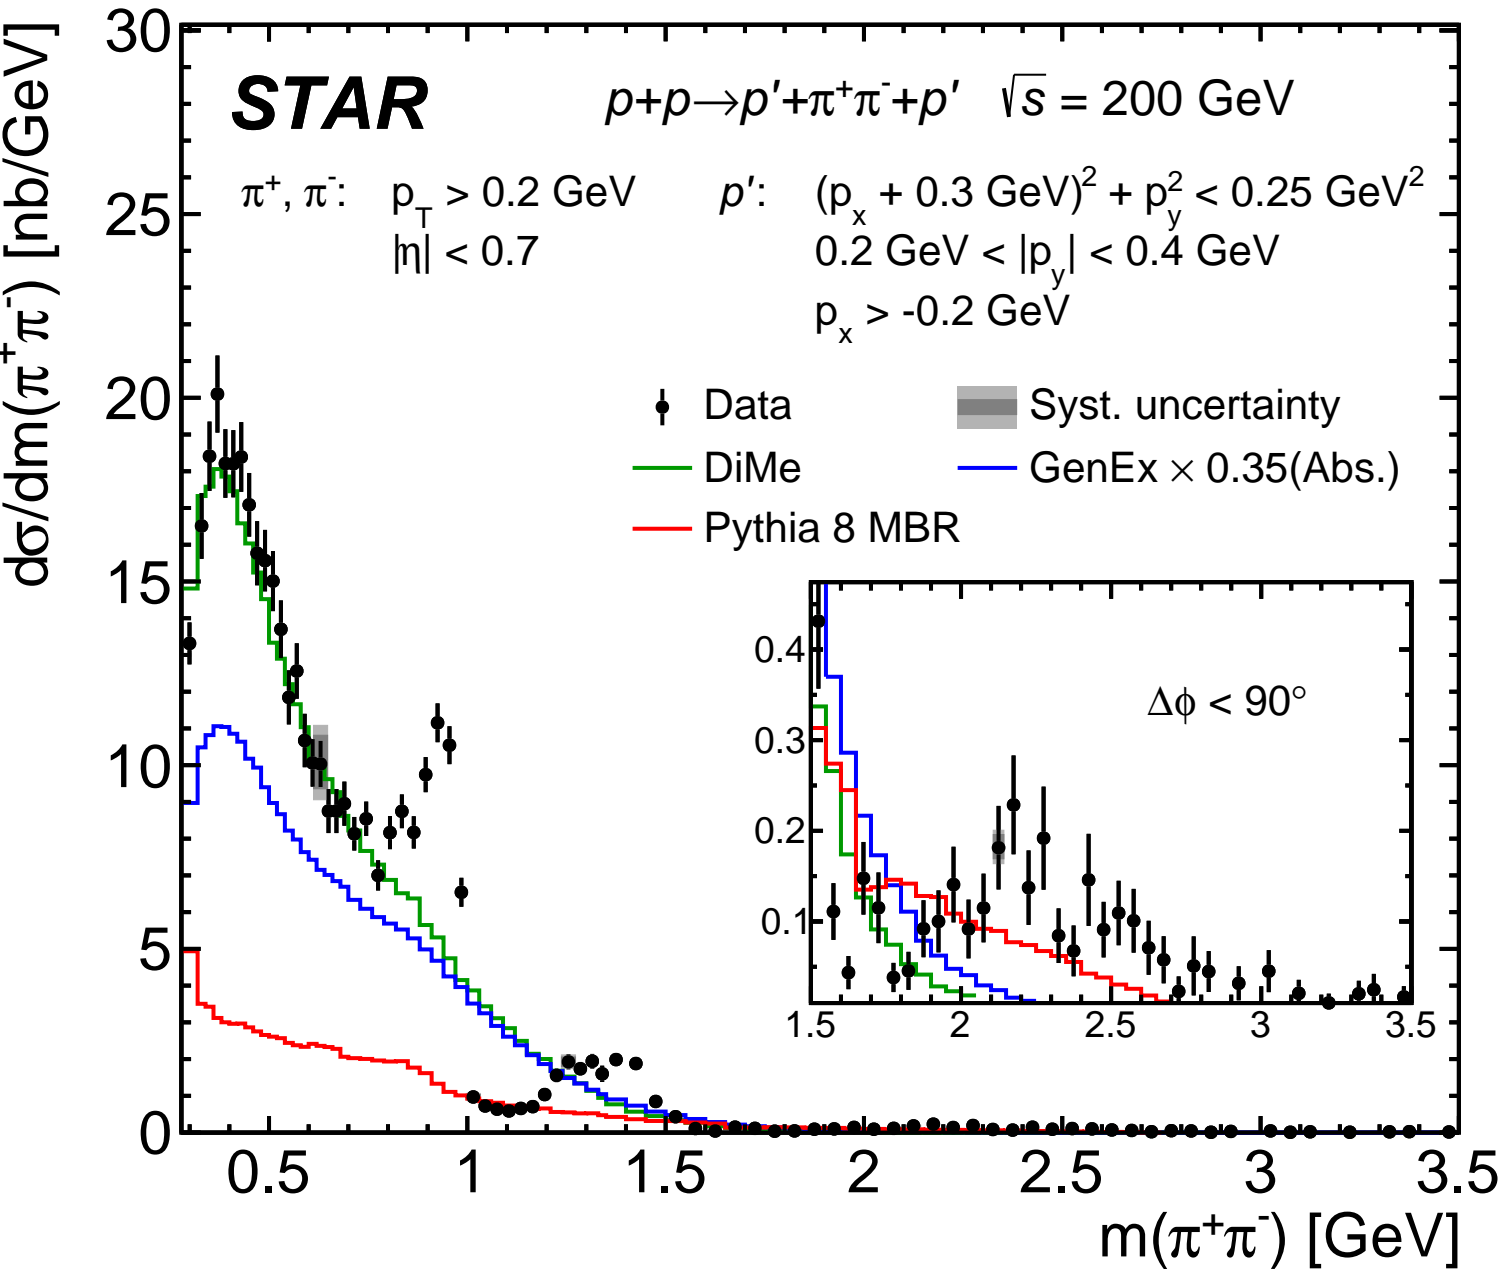 dσ/dm(π⁺π⁻) [nb/GeV]
30
25
20
15
10
5
0
STAR p+p→p′+π⁺π⁻+p′ √s = 200 GeV
π⁺, π⁻: p_T > 0.2 GeV p′: (p_x + 0.3 GeV)² + p_y² < 0.25 GeV²
|η| < 0.7 0.2 GeV < |p_y| < 0.4 GeV
p_x > -0.2 GeV
Data Syst. uncertainty
DiMe GenEx × 0.35(Abs.)
Pythia 8 MBR
0.4
0.3
0.2
0.1
Δϕ < 90°
1.5 2 2.5 3 3.5
0.5 1 1.5 2 2.5 3 3.5
m(π⁺π⁻) [GeV]